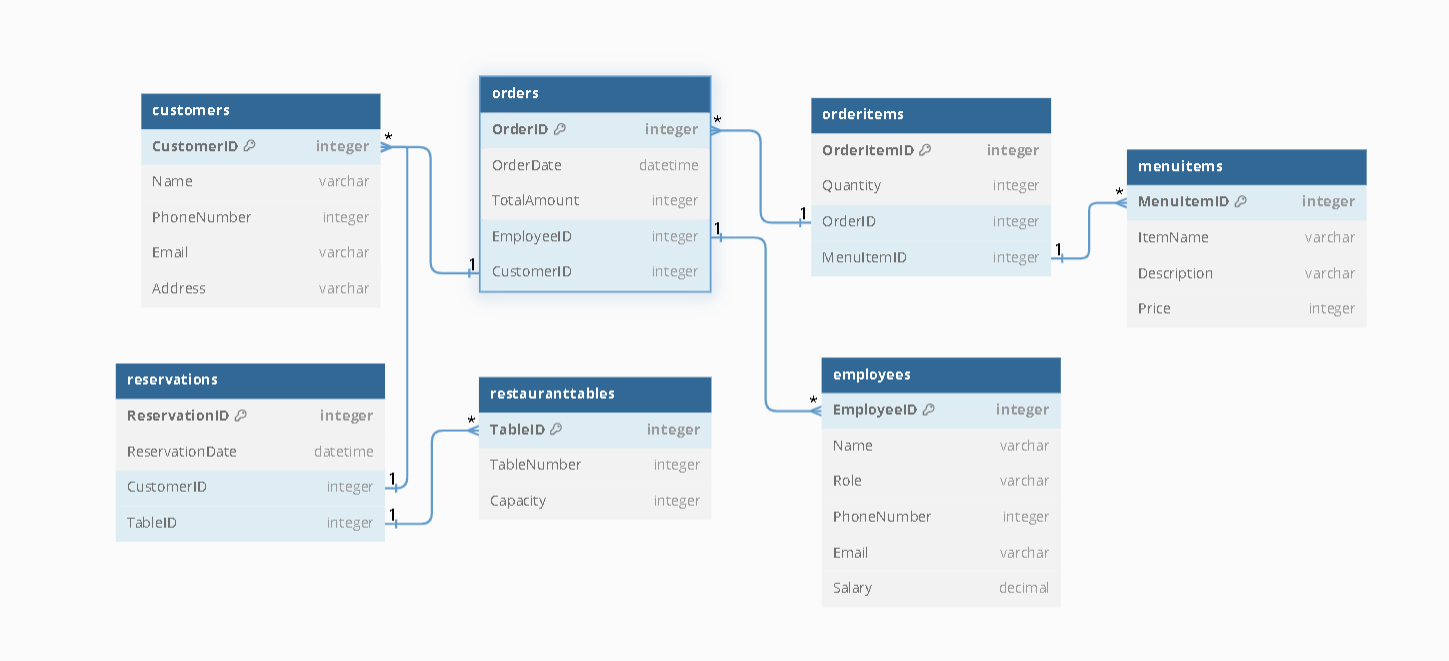 customers
CustomerID integer
Name varchar
PhoneNumber integer
Email varchar
Address varchar
*
1
orders
OrderID integer
OrderDate datetime
TotalAmount integer
EmployeeID integer
CustomerID integer
*
1
1
orderitems
OrderItemID integer
Quantity integer
OrderID integer
MenuItemID integer
1
*
menuitems
MenuItemID integer
ItemName varchar
Description varchar
Price integer
reservations
ReservationID integer
ReservationDate datetime
CustomerID integer
TableID integer
1
1
*
restauranttables
TableID integer
TableNumber integer
Capacity integer
*
employees
EmployeeID integer
Name varchar
Role varchar
PhoneNumber integer
Email varchar
Salary decimal